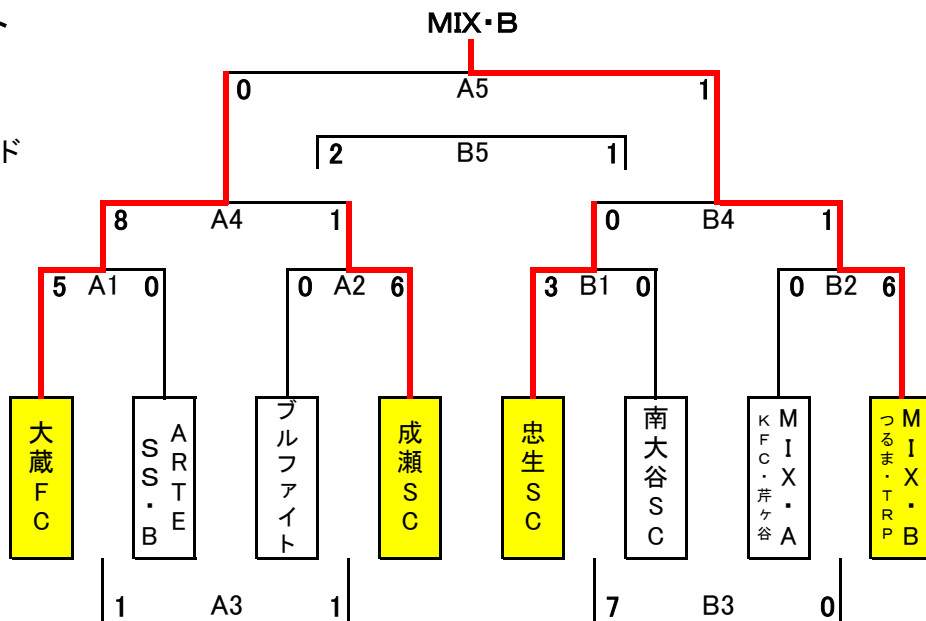 ト
MIX・B
0 A5 1
ド
2 B5 1
8 A4 1
0 B4 1
5 A1 0
0 A2 6
3 B1 0
0 B2 6
大蔵FC
ARTE
SS・B
ブルファイト
成瀬SC
忠生SC
南大谷SC
MIX・A
KFC・芹ヶ谷
MIX・B
つるま・TRP
1 A3 1
7 B3 0